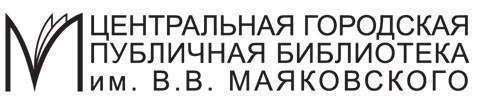 ЦЕНТРАЛЬНАЯ ГОРОДСКАЯ
ПУБЛИЧНАЯ БИБЛИОТЕКА
им. В.В. МАЯКОВСКОГО